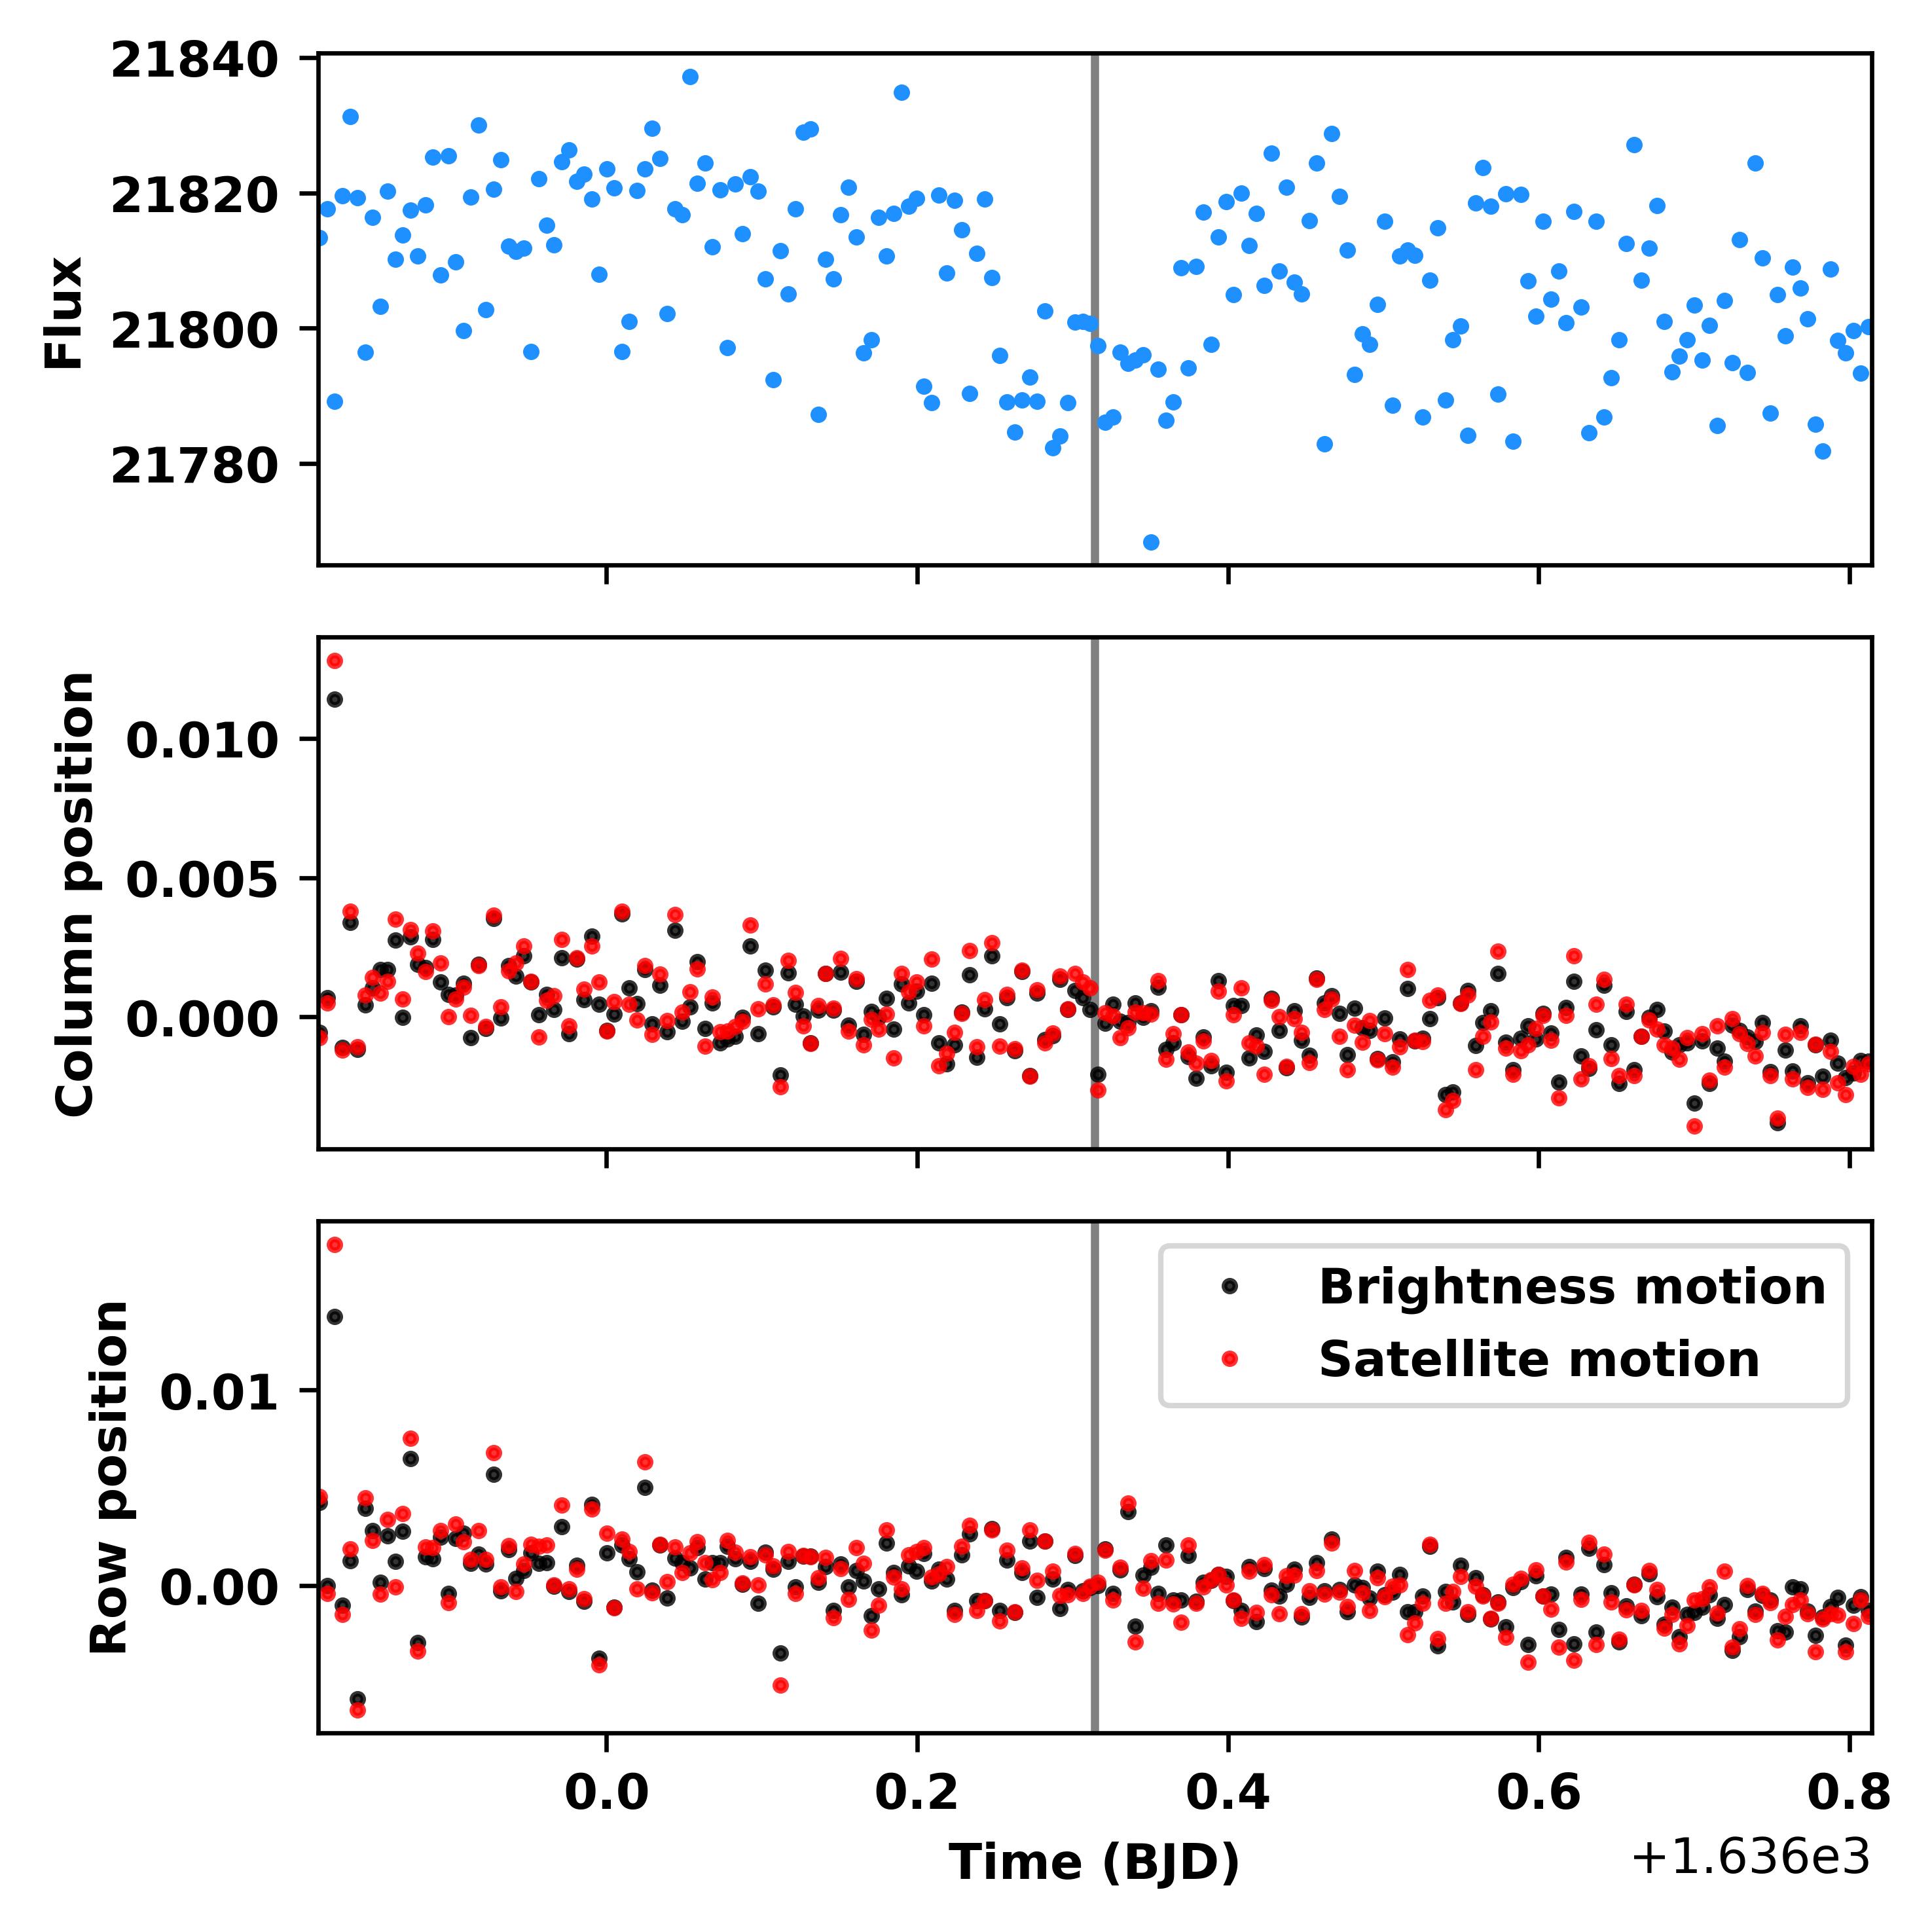 21840
21820
21800
21780
Flux
0.010
0.005
0.000
Column position
0.01
0.00
Row position
Brightness motion
Satellite motion
0.0 0.2 0.4 0.6 0.8
Time (BJD)
+1.636e3